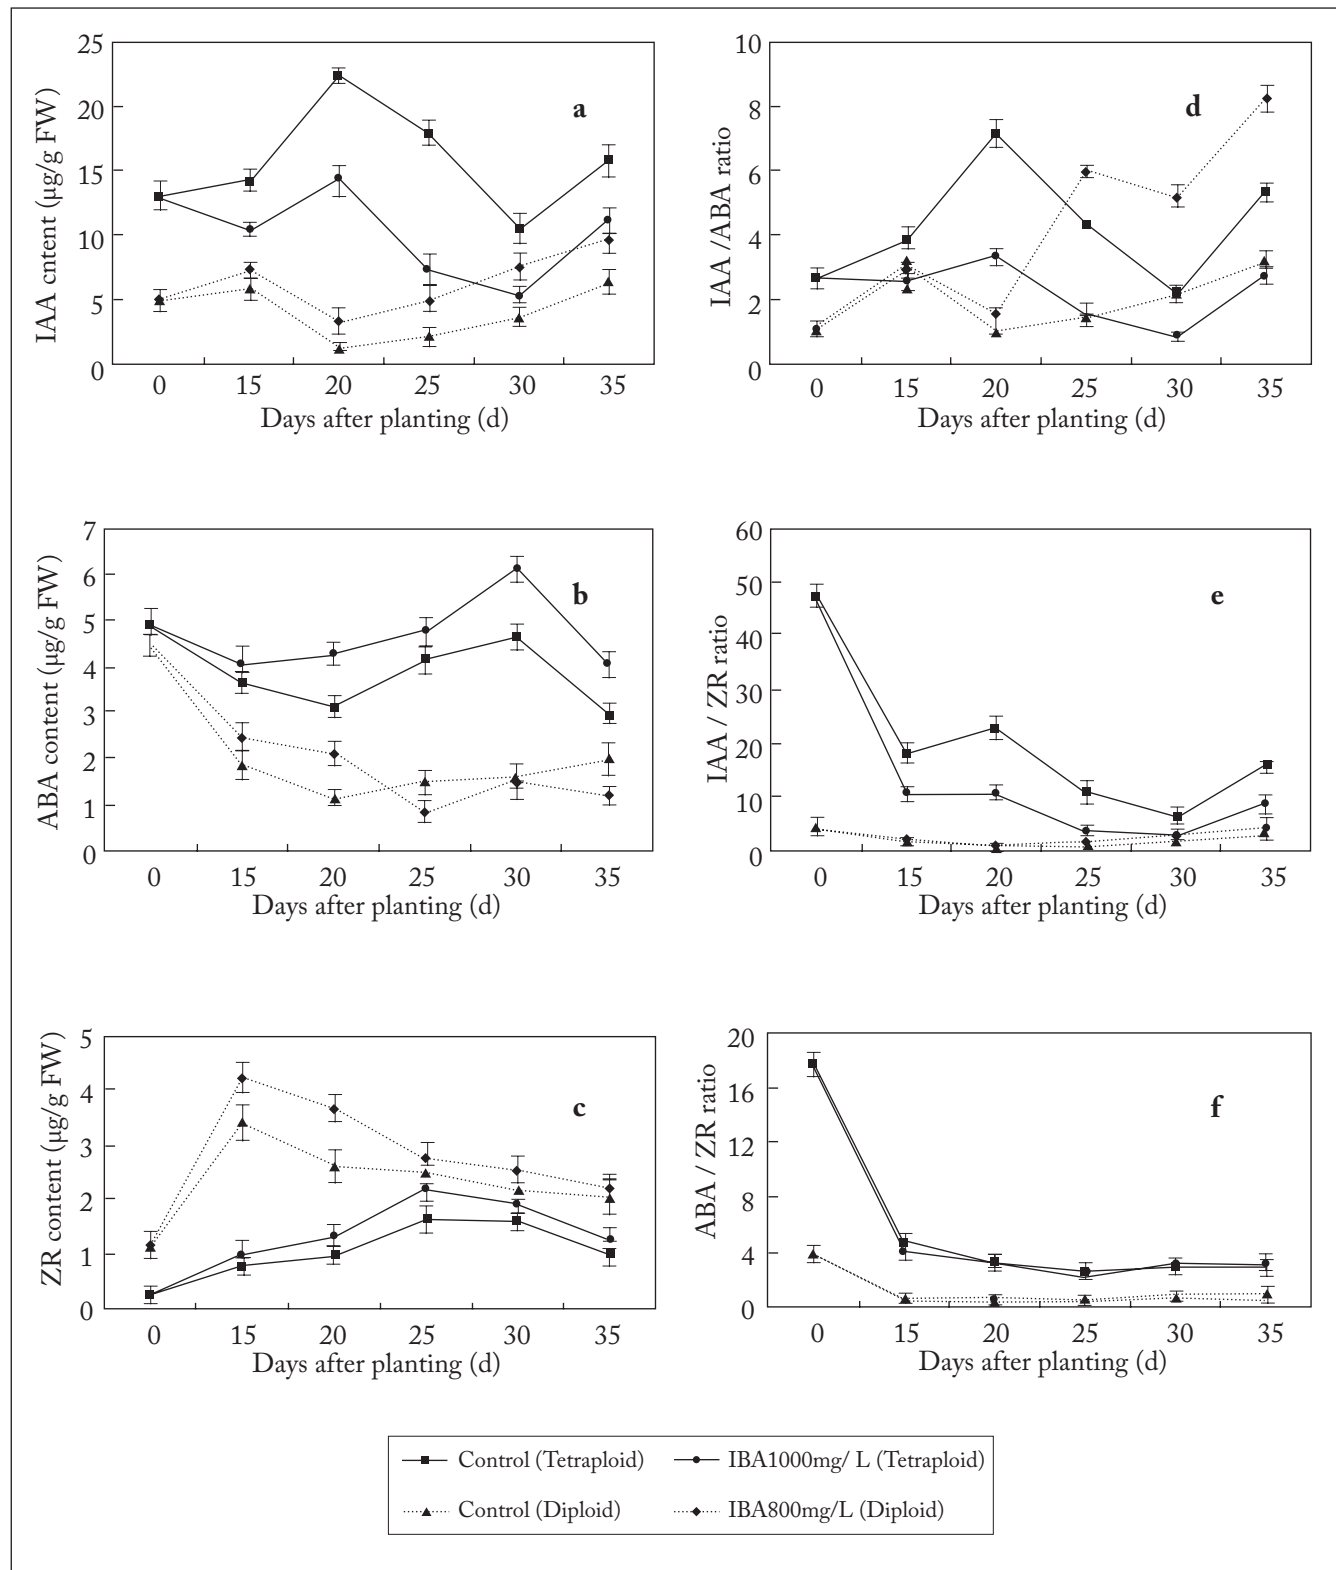 25
20
15
10
5
0
IAA cntent (µg/g FW)
a
0 15 20 25 30 35
Days after planting (d)
10
8
6
4
2
0
IAA /ABA ratio
d
0 15 20 25 30 35
Days after planting (d)
7
6
5
4
3
2
1
0
ABA content (µg/g FW)
b
0 15 20 25 30 35
Days after planting (d)
60
50
40
30
20
10
0
IAA / ZR ratio
e
0 15 20 25 30 35
Days after planting (d)
5
4
3
2
1
0
ZR content (µg/g FW)
c
0 15 20 25 30 35
Days after planting (d)
20
16
12
8
4
0
ABA / ZR ratio
f
0 15 20 25 30 35
Days after planting (d)
Control (Tetraploid) IBA1000mg/ L (Tetraploid)
Control (Diploid) IBA800mg/L (Diploid)